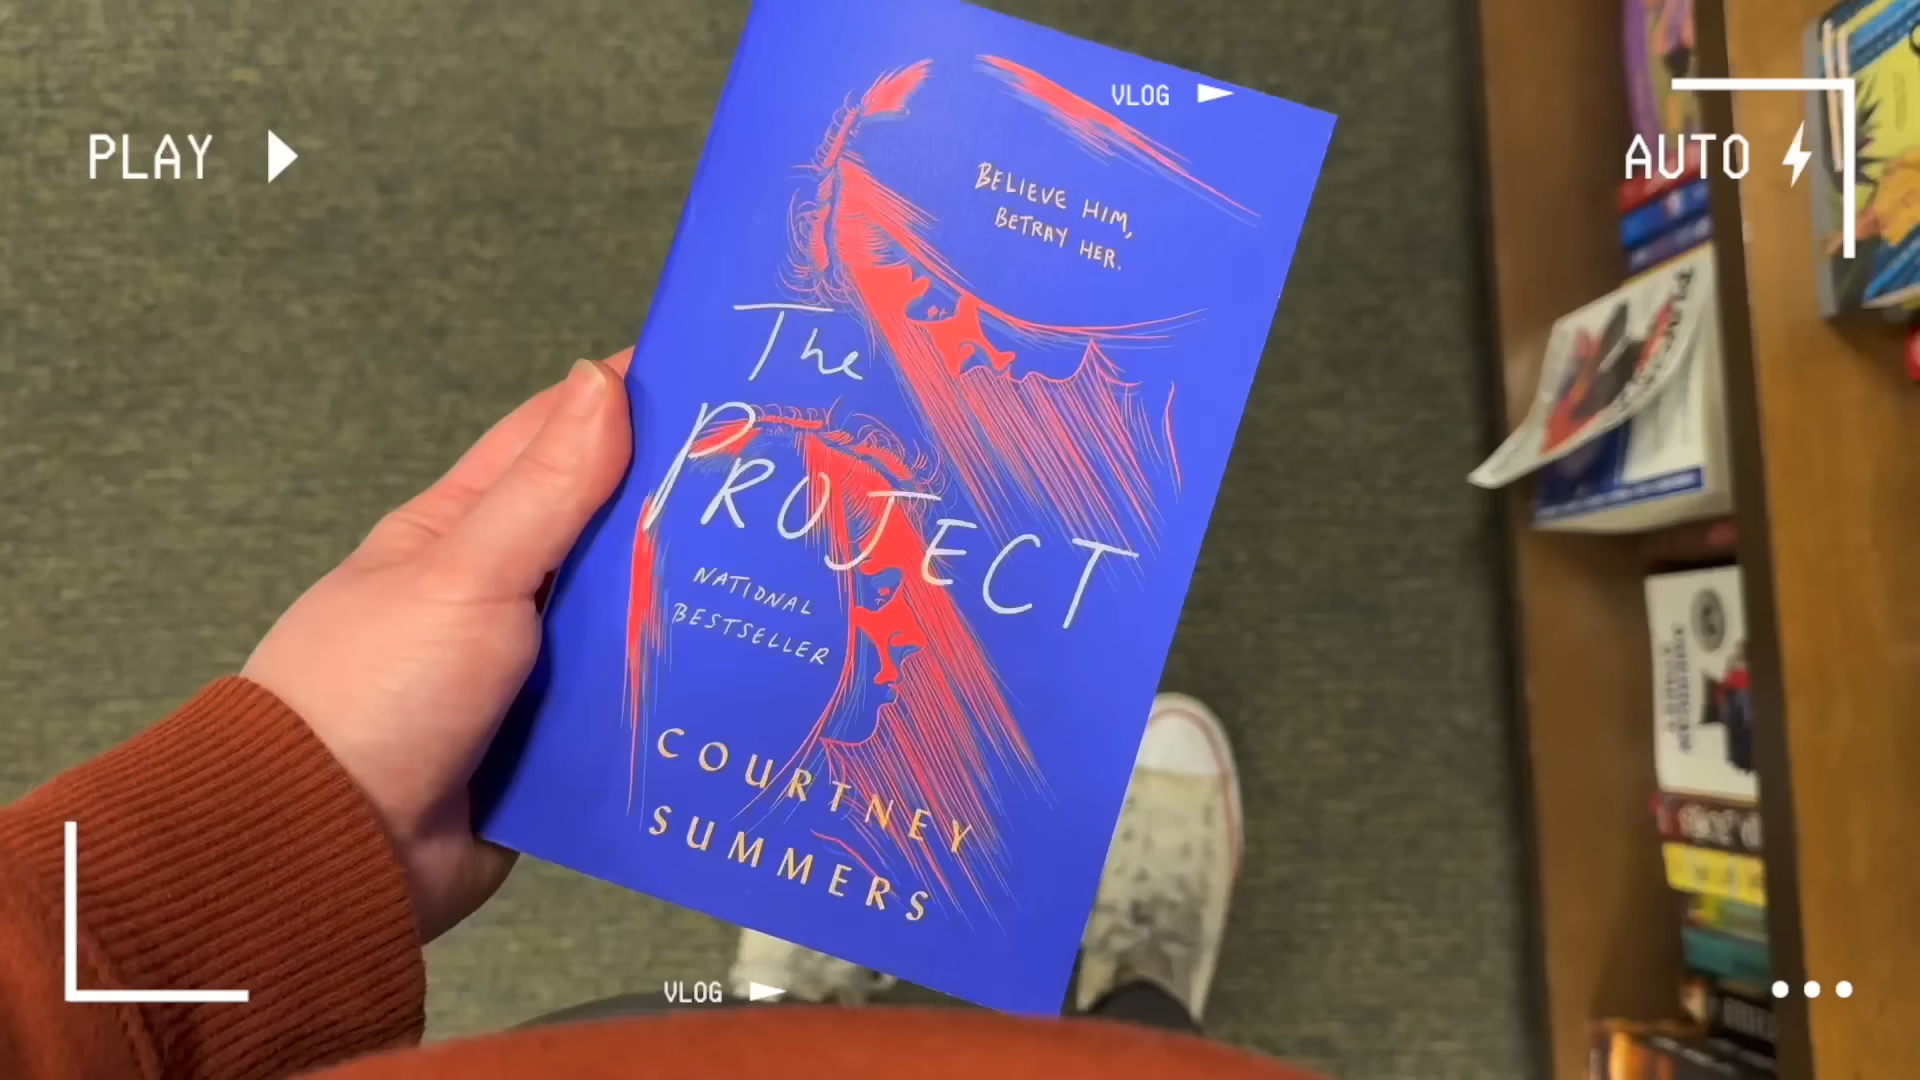 VLOG
PLAY
AUTO
BELIEVE HIM,
BETRAY HER.
The
PROJECT
NATIONAL
BESTSELLER
COURTNEY
SUMMERS
VLOG